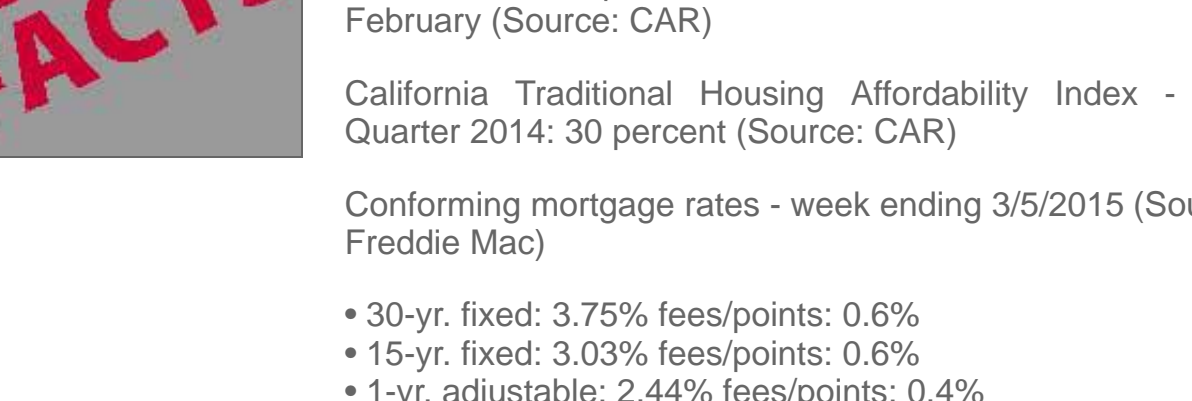 ACTS
February (Source: CAR)
California Traditional Housing Affordability Index -
Quarter 2014: 30 percent (Source: CAR)
Conforming mortgage rates - week ending 3/5/2015
Freddie Mac)
• 30-yr. fixed: 3.75% fees/points: 0.6%
• 15-yr. fixed: 3.03% fees/points: 0.6%
• 1-yr. adjustable: 2.44% fees/points: 0.4%